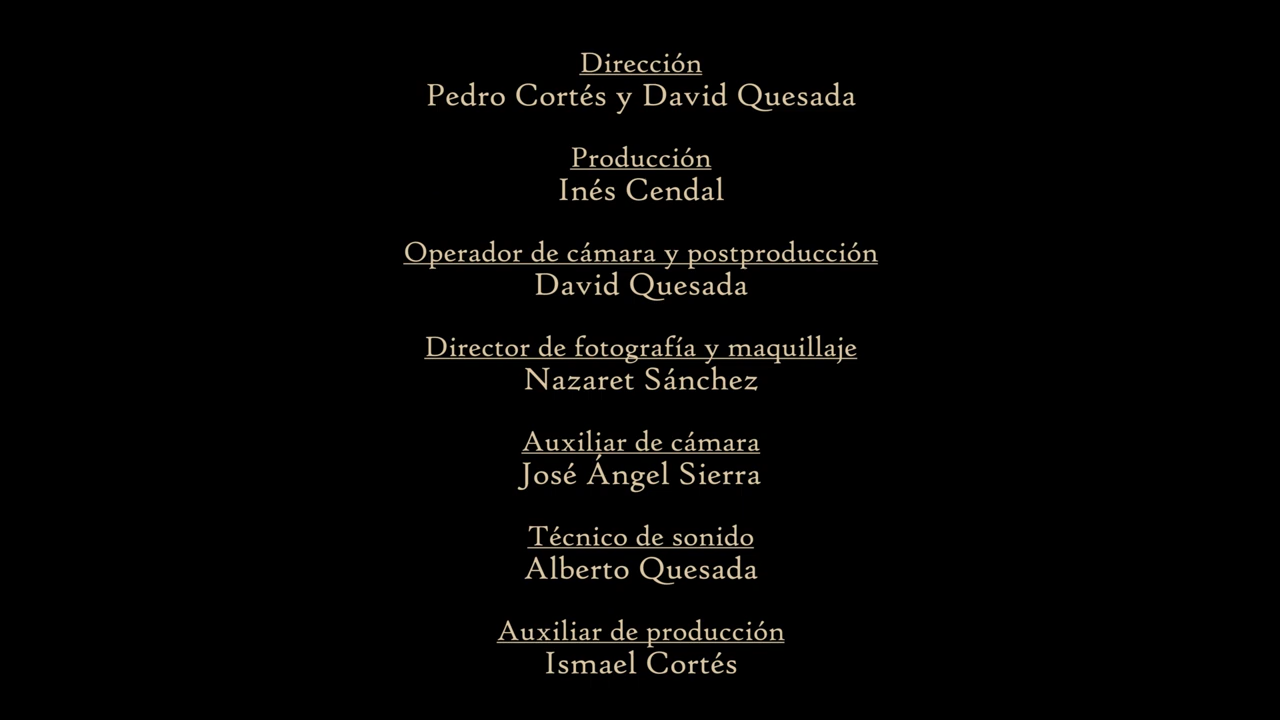 Dirección
Pedro Cortés y David Quesada
Producción
Inés Cendal
Operador de cámara y postproducción
David Quesada
Director de fotografía y maquillaje
Nazaret Sánchez
Auxiliar de cámara
José Ángel Sierra
Técnico de sonido
Alberto Quesada
Auxiliar de producción
Ismael Cortés